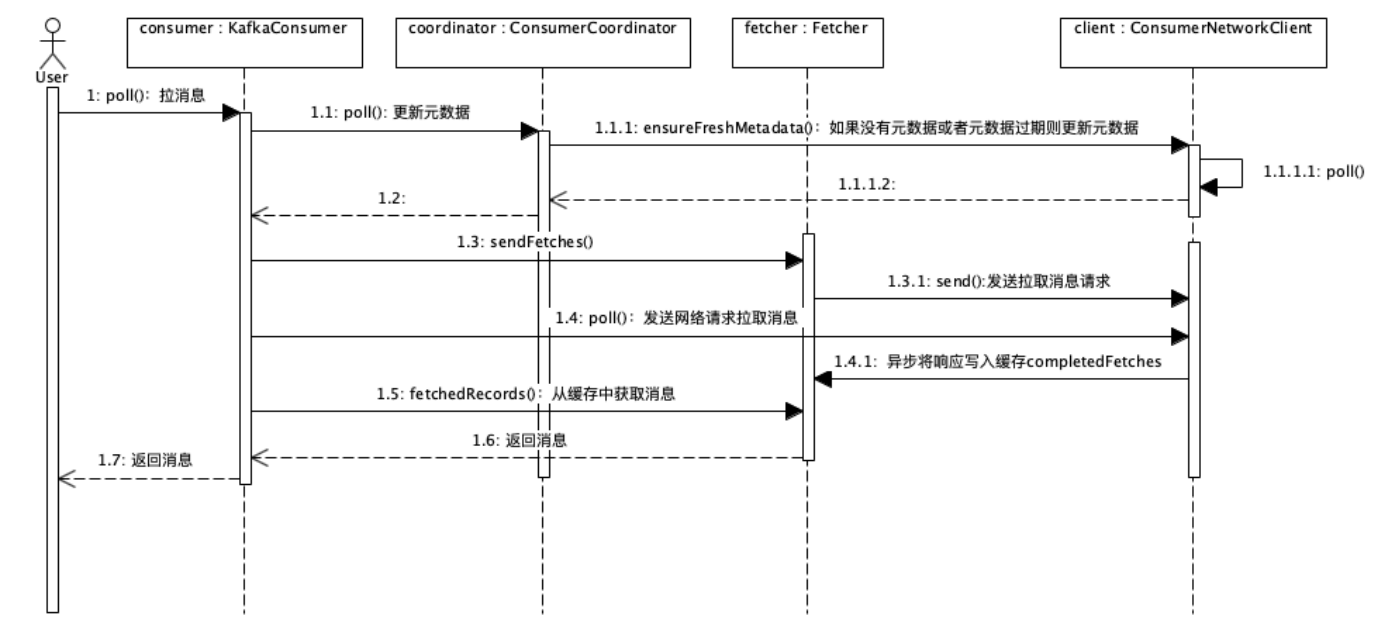 consumer : KafkaConsumer
coordinator : ConsumerCoordinator
fetcher : Fetcher
client : ConsumerNetworkClient
User
1: poll()：拉消息
1.1: poll(): 更新元数据
1.1.1: ensureFreshMetadata()：如果没有元数据或者元数据过期则更新元数据
1.1.1.1: poll()
1.1.1.2:
1.2:
1.3: sendFetches()
1.3.1: send():发送拉取消息请求
1.4: poll()：发送网络请求拉取消息
1.4.1: 异步将响应写入缓存completedFetches
1.5: fetchedRecords()：从缓存中获取消息
1.6: 返回消息
1.7: 返回消息